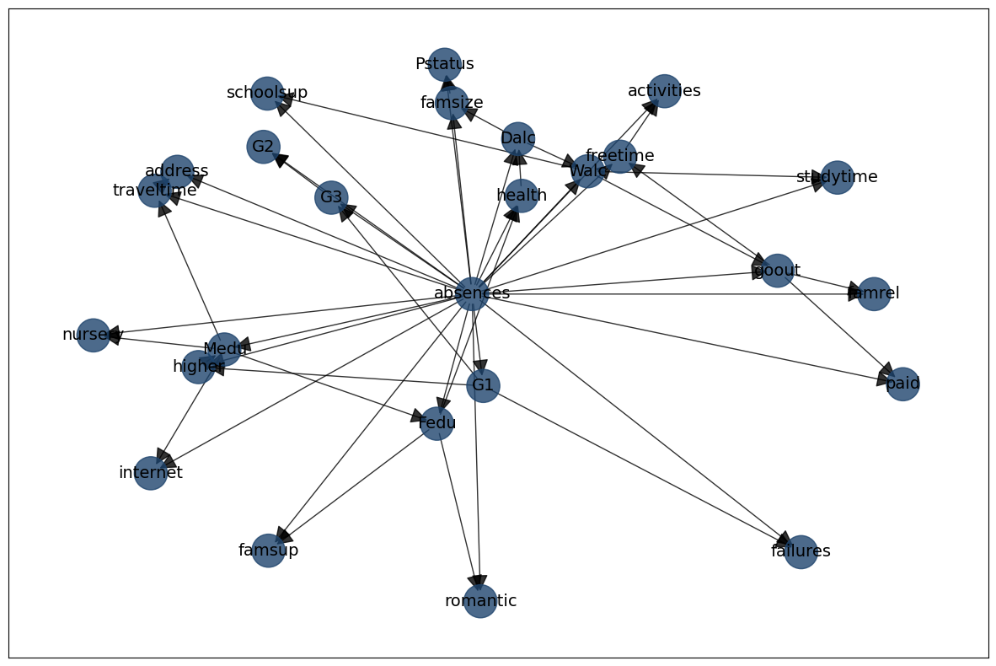 Pstatus
schoolsup
famsize
activities
Dalc
G2
freetime
address
Walc
studytime
traveltime
health
G3
goout
absences
famrel
nursery
Medu
higher
G1
paid
Fedu
internet
famsup
failures
romantic